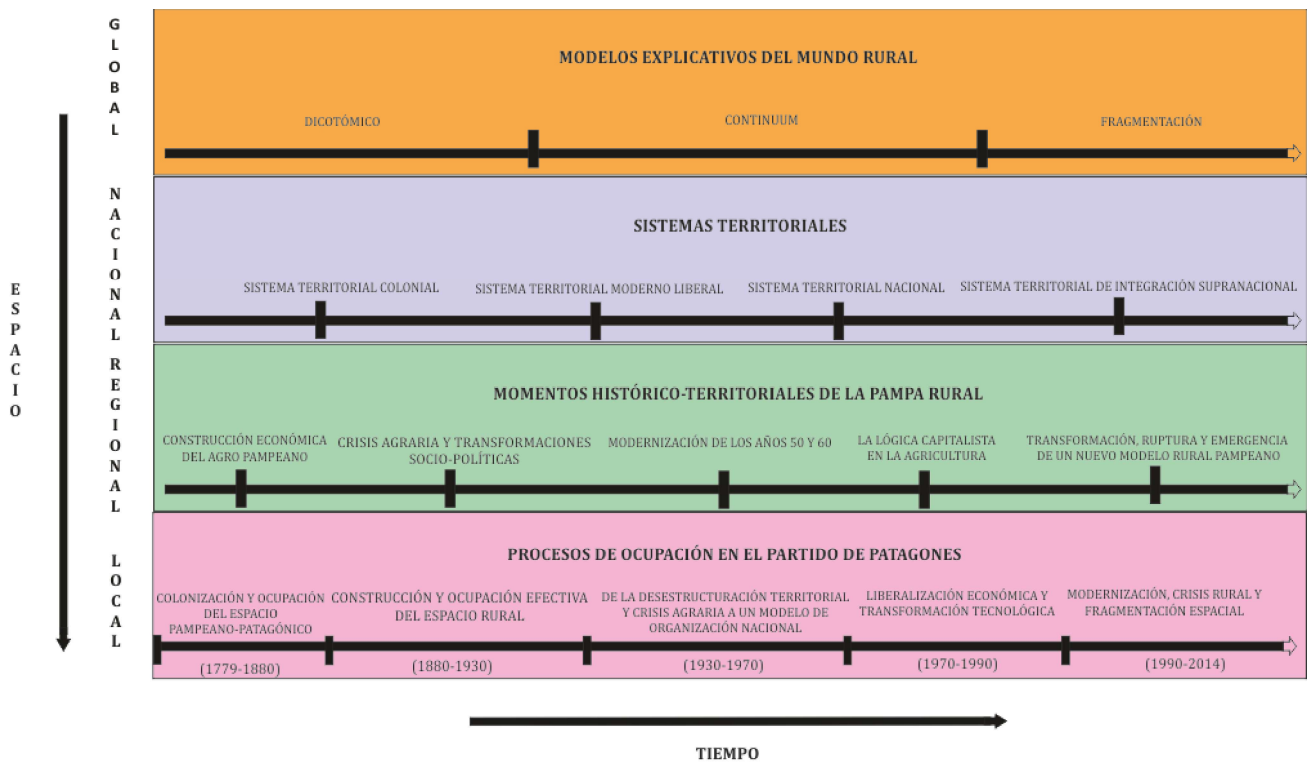 GLOBAL
MODELOS EXPLICATIVOS DEL MUNDO RURAL
DICOTÓMICO
CONTINUUM
FRAGMENTACIÓN
NACIONAL
SISTEMAS TERRITORIALES
SISTEMA TERRITORIAL COLONIAL
SISTEMA TERRITORIAL MODERNO LIBERAL
SISTEMA TERRITORIAL NACIONAL
SISTEMA TERRITORIAL DE INTEGRACIÓN SUPRANACIONAL
ESPACIO
REGIONAL
MOMENTOS HISTÓRICO-TERRITORIALES DE LA PAMPA RURAL
CONSTRUCCIÓN ECONÓMICA
DEL AGRO PAMPEANO
CRISIS AGRARIA Y TRANSFORMACIONES
SOCIO-POLÍTICAS
MODERNIZACIÓN DE LOS AÑOS 50 Y 60
LA LÓGICA CAPITALISTA
EN LA AGRICULTURA
TRANSFORMACIÓN, RUPTURA Y EMERGENCIA
DE UN NUEVO MODELO RURAL PAMPEANO
LOCAL
PROCESOS DE OCUPACIÓN EN EL PARTIDO DE PATAGONES
COLONIZACIÓN Y OCUPACIÓN
DEL ESPACIO
PAMPEANO-PATAGÓNICO
(1779-1880)
CONSTRUCCIÓN Y OCUPACIÓN EFECTIVA
DEL ESPACIO RURAL
(1880-1930)
DE LA DESESTRUCTURACIÓN TERRITORIAL
Y CRISIS AGRARIA A UN MODELO DE
ORGANIZACIÓN NACIONAL
(1930-1970)
LIBERALIZACIÓN ECONÓMICA Y
TRANSFORMACIÓN TECNOLÓGICA
(1970-1990)
MODERNIZACIÓN, CRISIS RURAL Y
FRAGMENTACIÓN ESPACIAL
(1990-2014)
TIEMPO